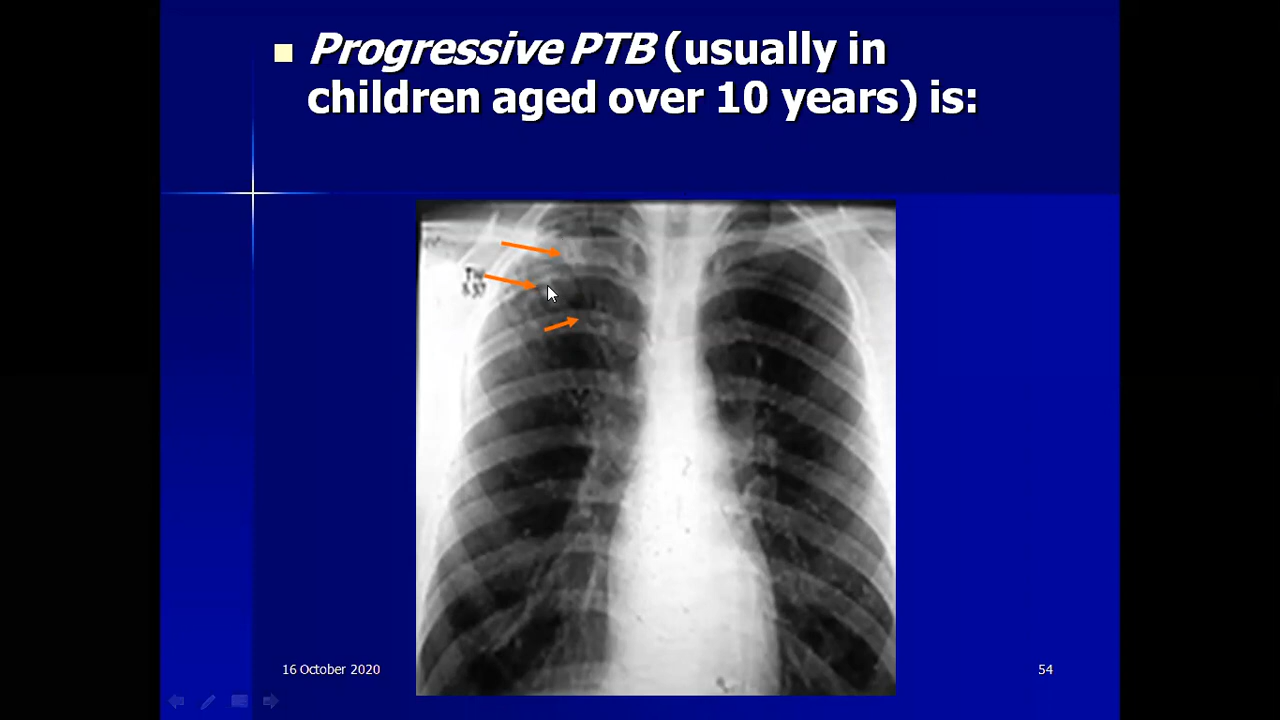 Progressive PTB (usually in
children aged over 10 years) is:
16 October 2020
54